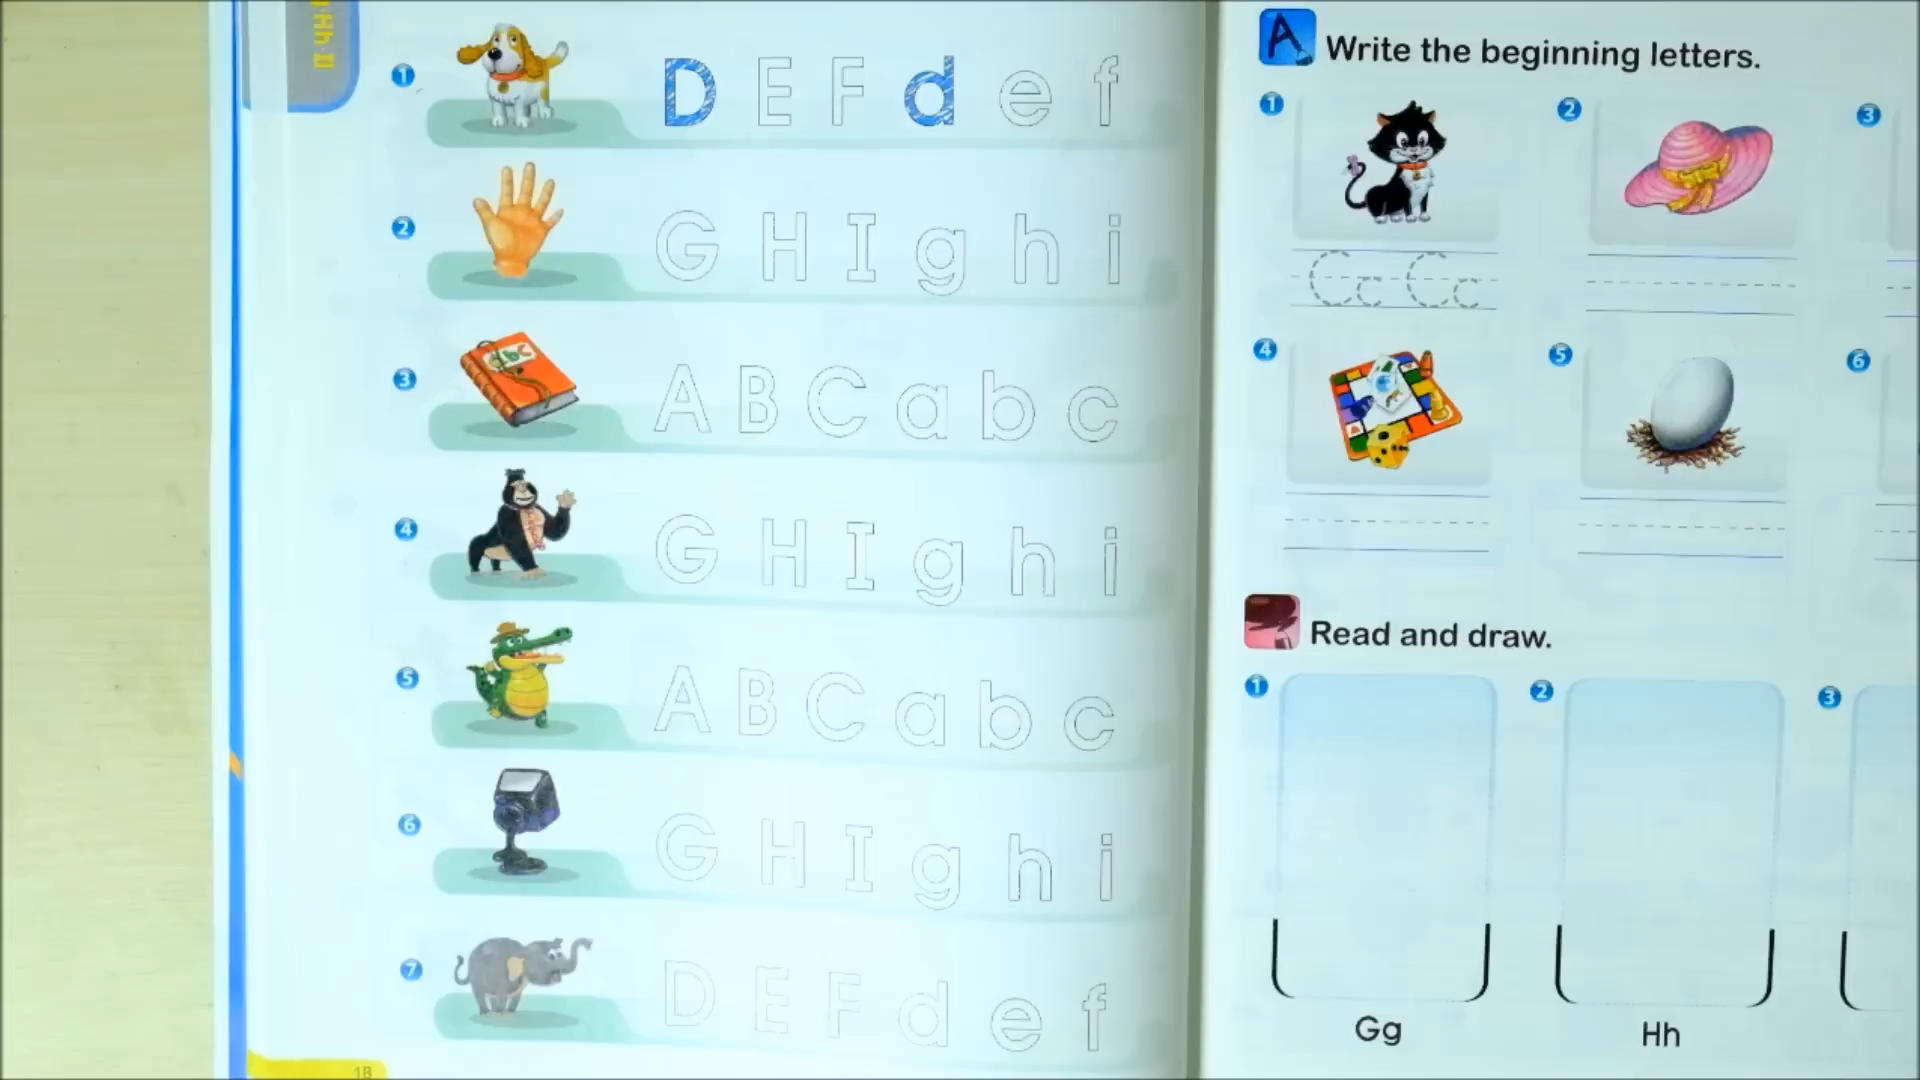 1 D E F d e f
2 G H I g h i
3 A B C a b c
4 G H I g h i
5 A B C a b c
6 G H I g h i
7 D E F d e f
18
A Write the beginning letters.
1 2 3
Cc Cc
4 5 6
Read and draw.
1 2 3
Gg Hh